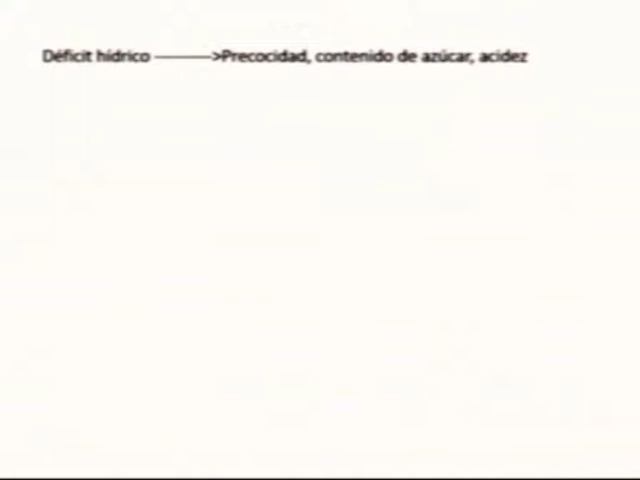 Déficit hídrico ———>Precocidad, contenido de azúcar, acidez